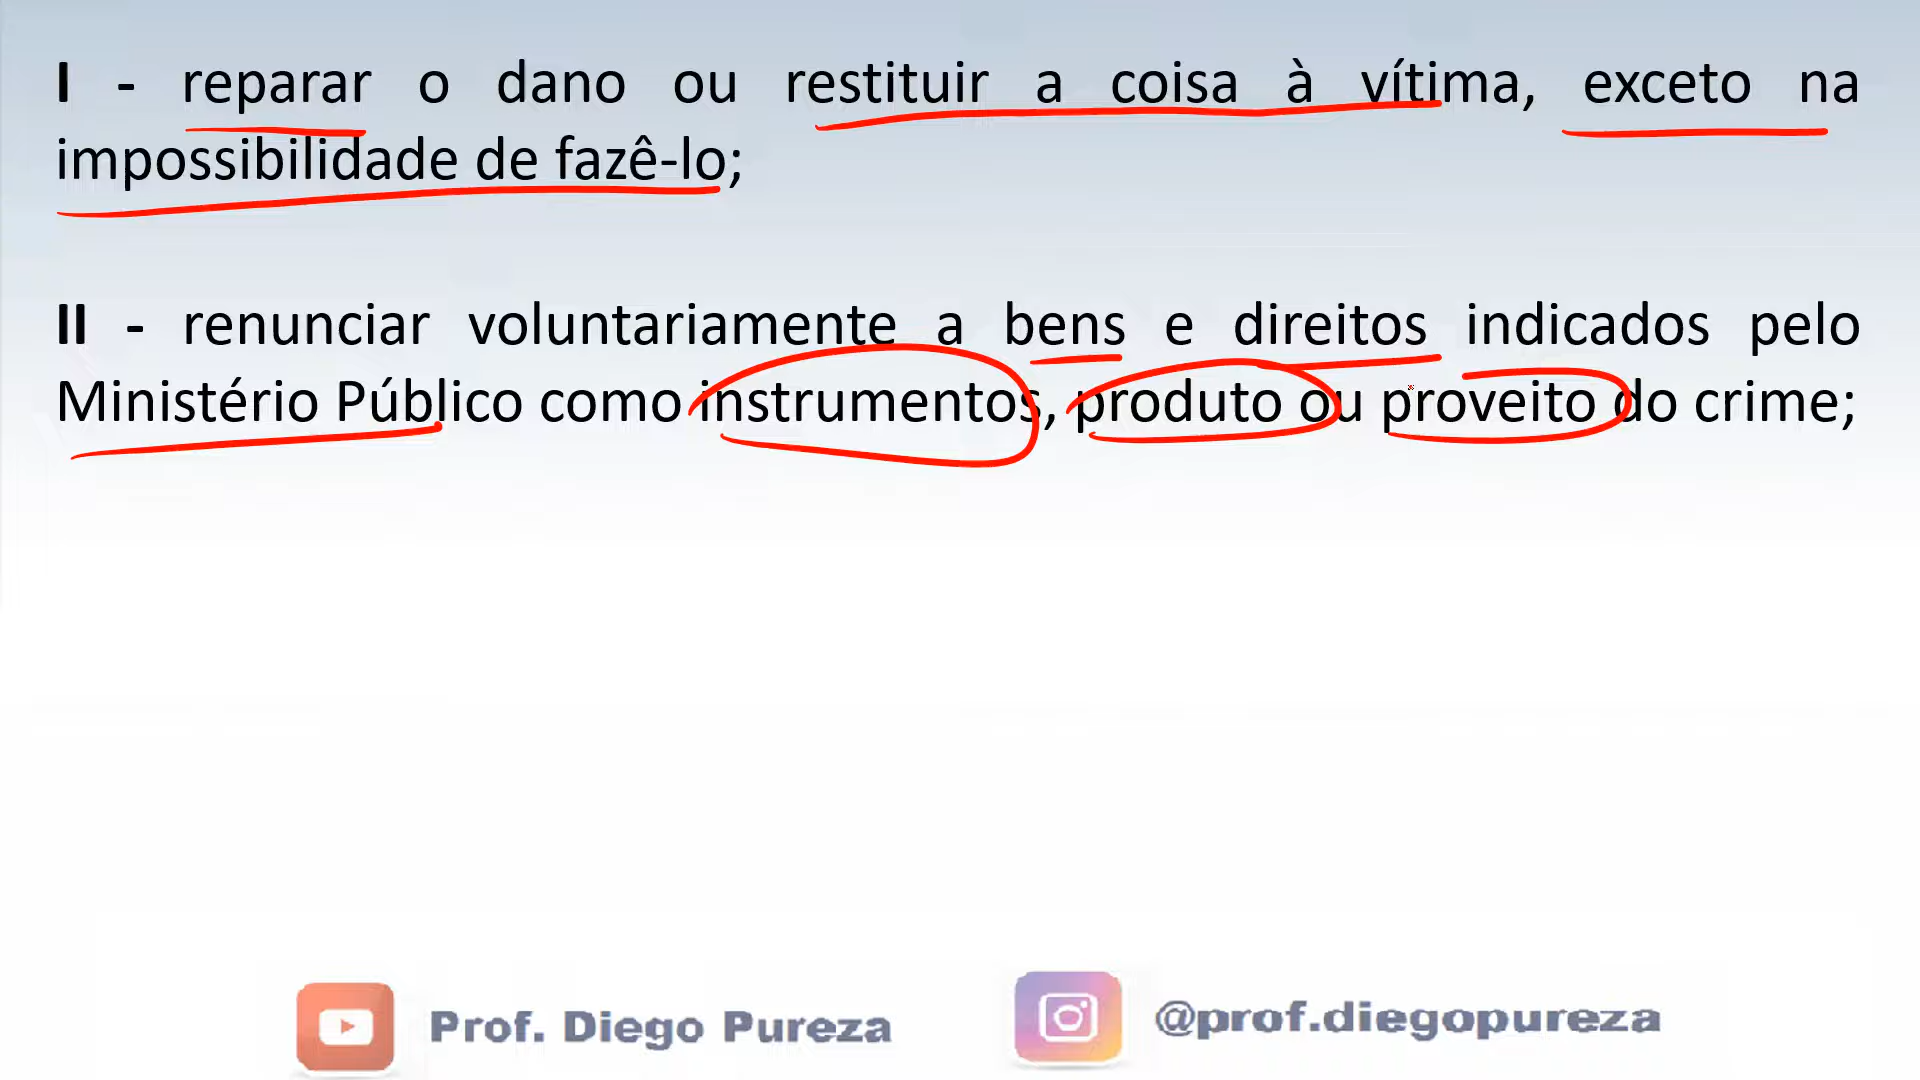 I - reparar o dano ou restituir a coisa à vítima, exceto na
impossibilidade de fazê-lo;
II - renunciar voluntariamente a bens e direitos indicados pelo
Ministério Público como instrumentos, produto ou proveito do crime;
Prof. Diego Pureza
@prof.diegopureza